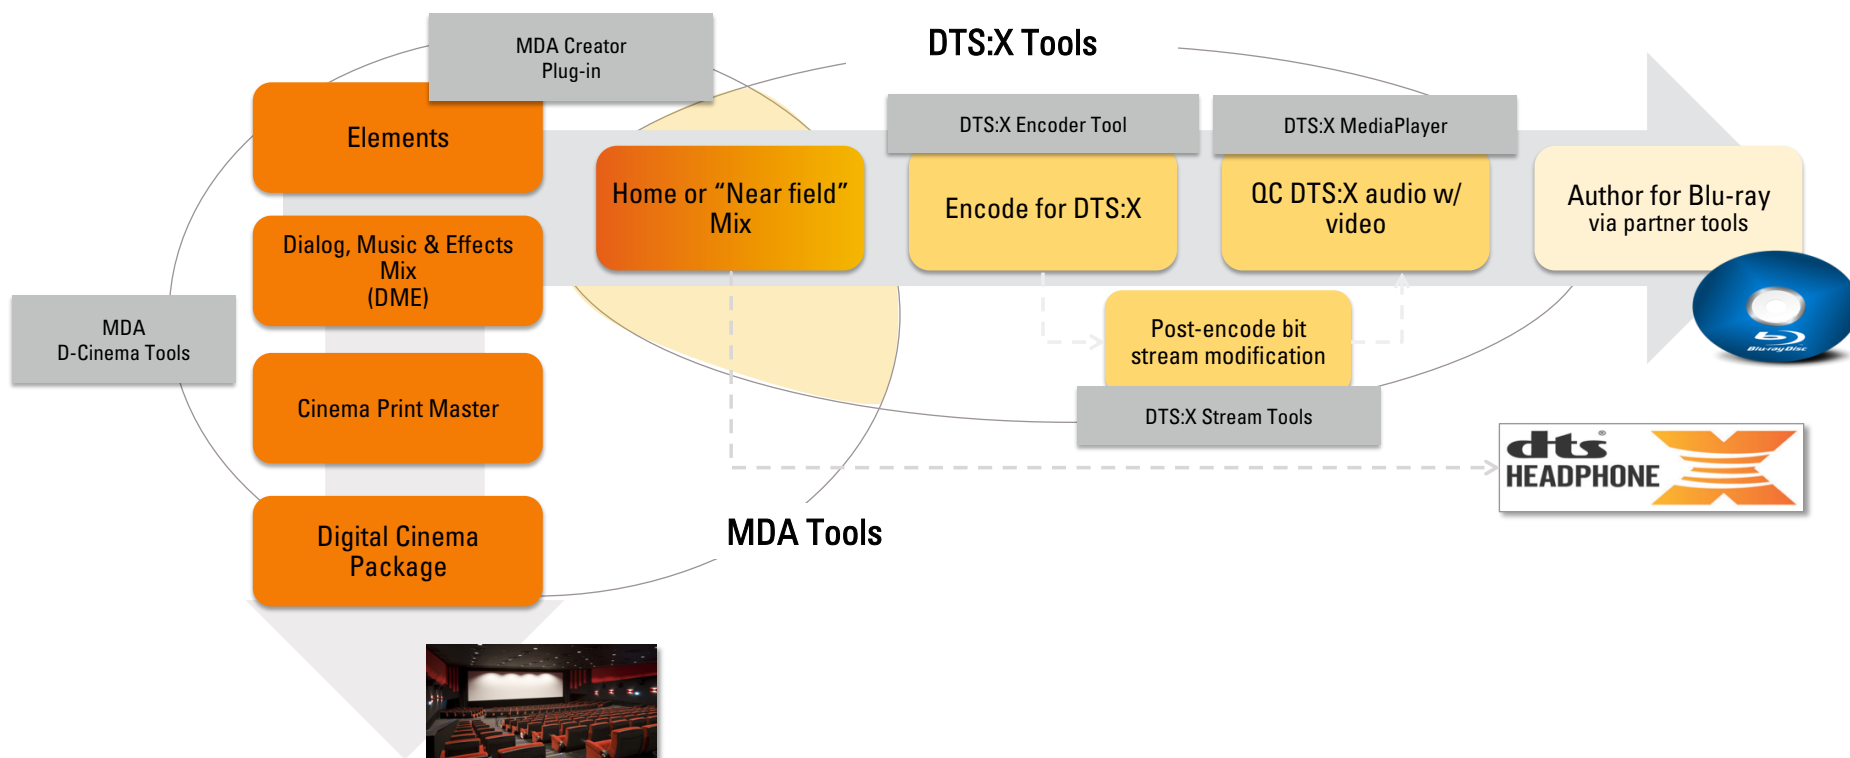 MDA Creator
Plug-in
DTS:X Tools
Elements
DTS:X Encoder Tool
DTS:X MediaPlayer
Home or “Near field”
Mix
Encode for DTS:X
QC DTS:X audio w/
video
Author for Blu-ray
via partner tools
Dialog, Music & Effects
Mix
(DME)
MDA
D-Cinema Tools
Post-encode bit
stream modification
Blu-ray Disc
Cinema Print Master
DTS:X Stream Tools
dts®
HEADPHONE X
MDA Tools
Digital Cinema
Package